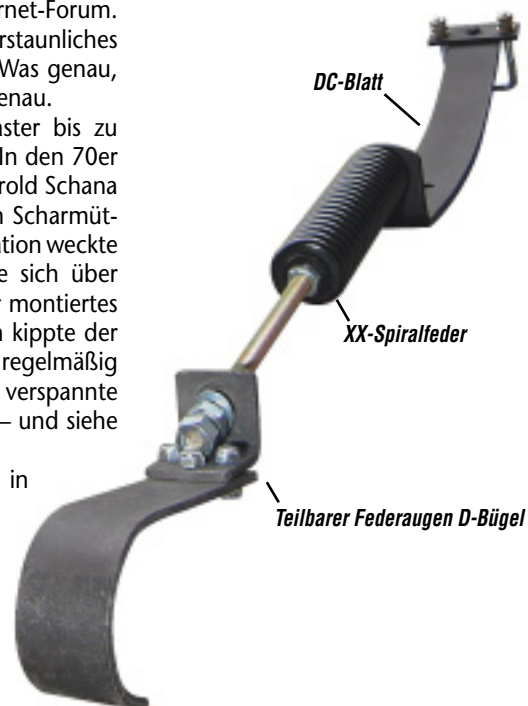 rnet-Forum.
rstaunliches
Was genau,
enau.
nster bis zu
In den 70er
rold Schana
n Scharmüt-
ation weckte
e sich über
r montiertes
n kippte der
regelmäßig
verspannte
– und siehe
in
DC-Blatt
XX-Spiralfeder
Teilbarer Federaugen D-Bügel